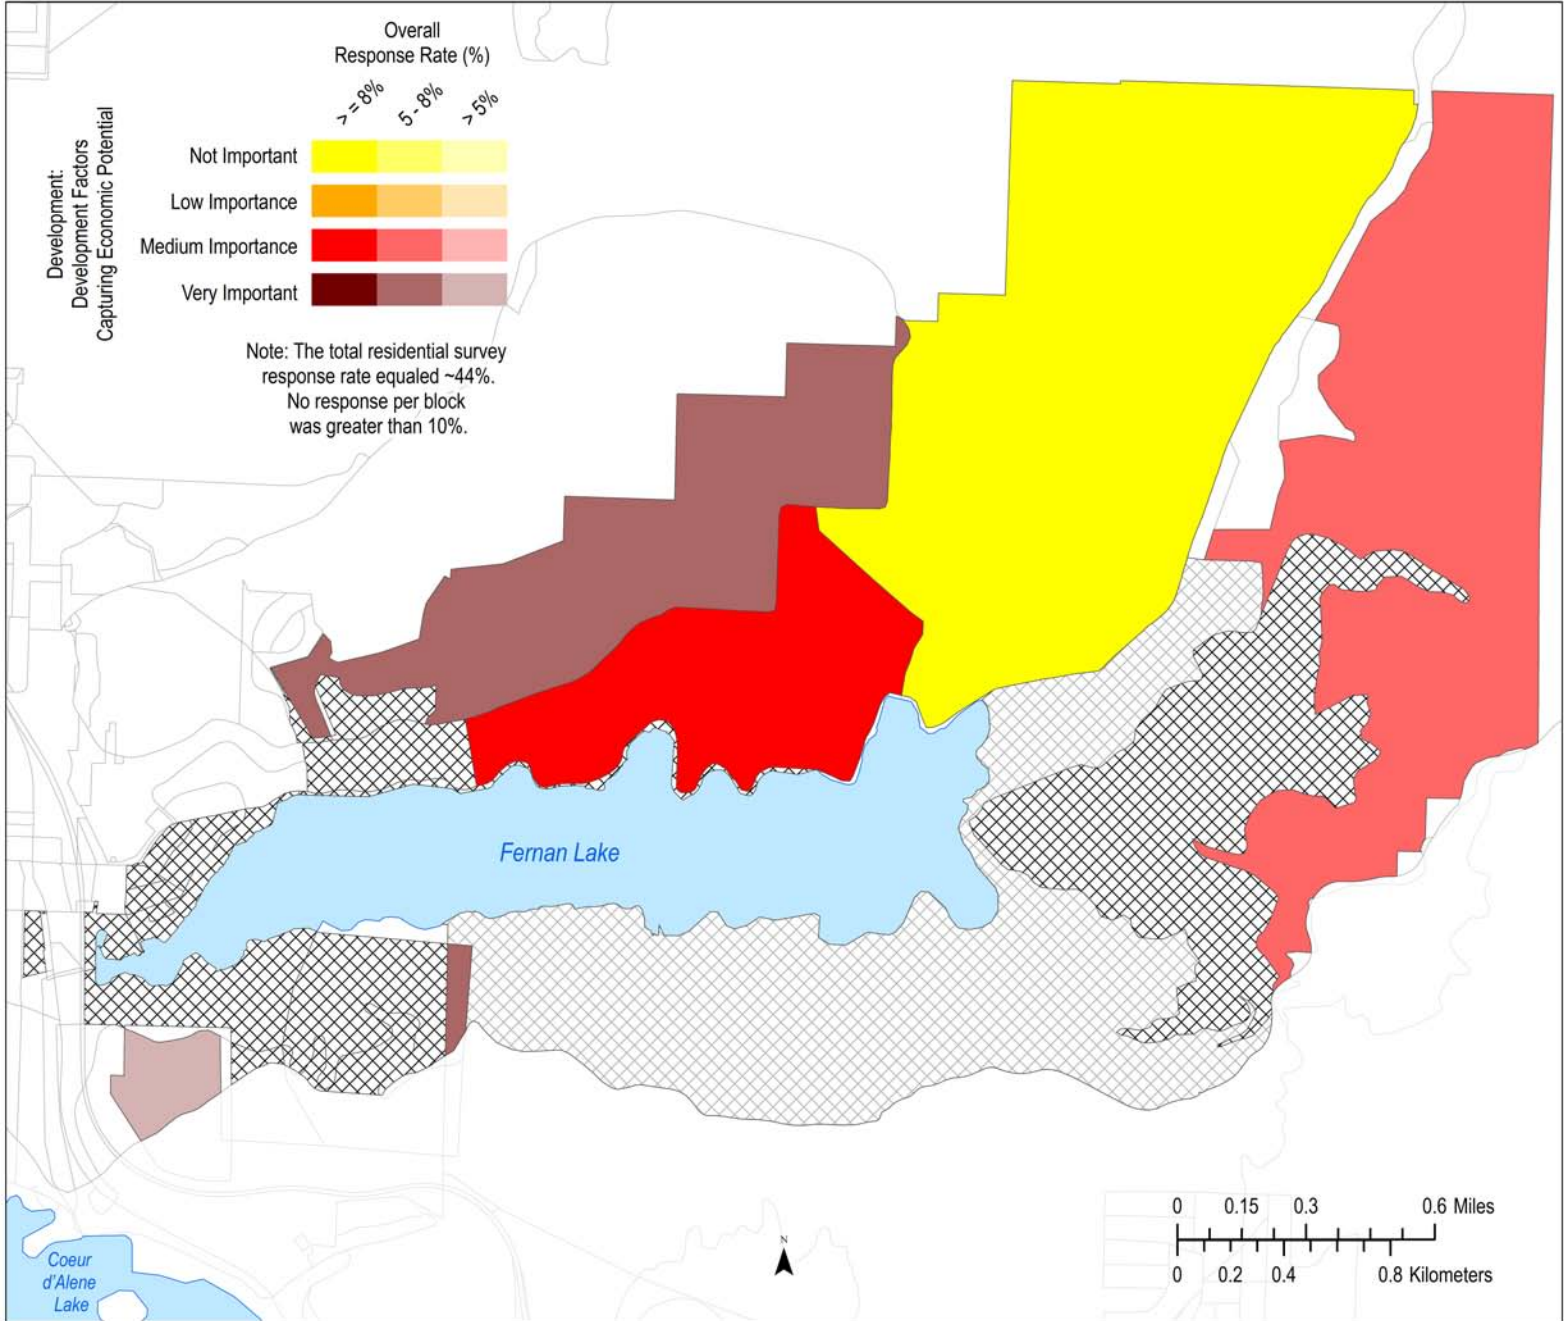 Overall
Response Rate (%)
> = 8%
5 - 8%
> 5%
Development:
Development Factors
Capturing Economic Potential
Not Important
Low Importance
Medium Importance
Very Important
Note: The total residential survey
response rate equaled ~44%.
No response per block
was greater than 10%.
Fernan Lake
Coeur
d'Alene
Lake
N
0 0.15 0.3 0.6 Miles
0 0.2 0.4 0.8 Kilometers